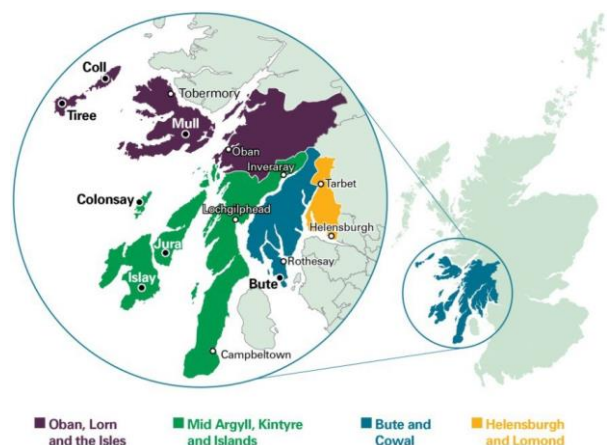 Coll
Tobermory
Tiree
Mull
Oban
Inveraray
Tarbet
Colonsay
Lochgilphead
Helensburgh
Jura
Rothesay
Islay
Bute
Campbeltown
Oban, Lorn
and the Isles
Mid Argyll, Kintyre
and Islands
Bute and
Cowal
Helensburgh
and Lomond